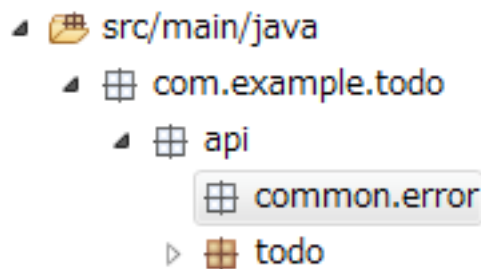 src/main/java
com.example.todo
api
common.error
todo